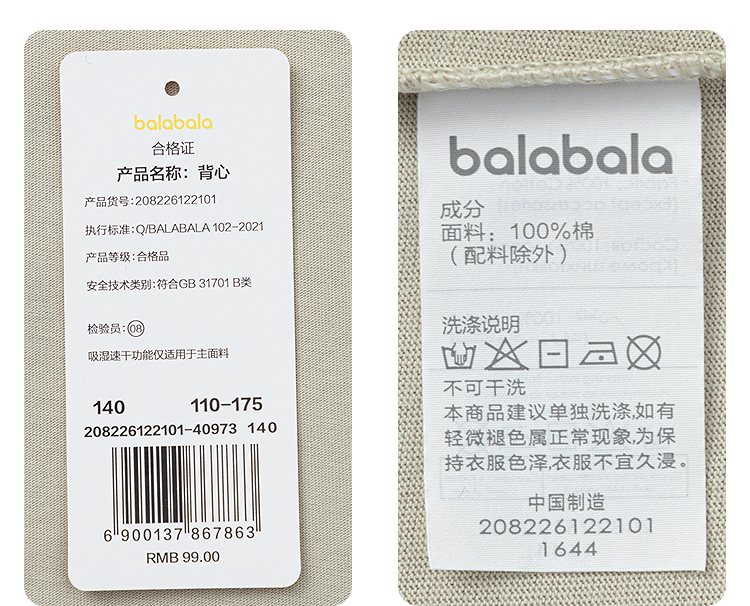 balabala
合格证
产品名称：背心
产品货号:208226122101
执行标准: Q/BALABALA 102-2021
产品等级: 合格品
安全技术类别: 符合GB 31701 B类
检验员: 08
吸湿速干功能仅适用于主面料
140 110-175
208226122101-40973 140
6 900137 867863
RMB 99.00
balabala
成分
面料：100%棉
（配料除外）
洗涤说明
不可干洗
本商品建议单独洗涤,如有
轻微褪色属正常现象,为保
持衣服色泽,衣服不宜久浸。
中国制造
208226122101
1644